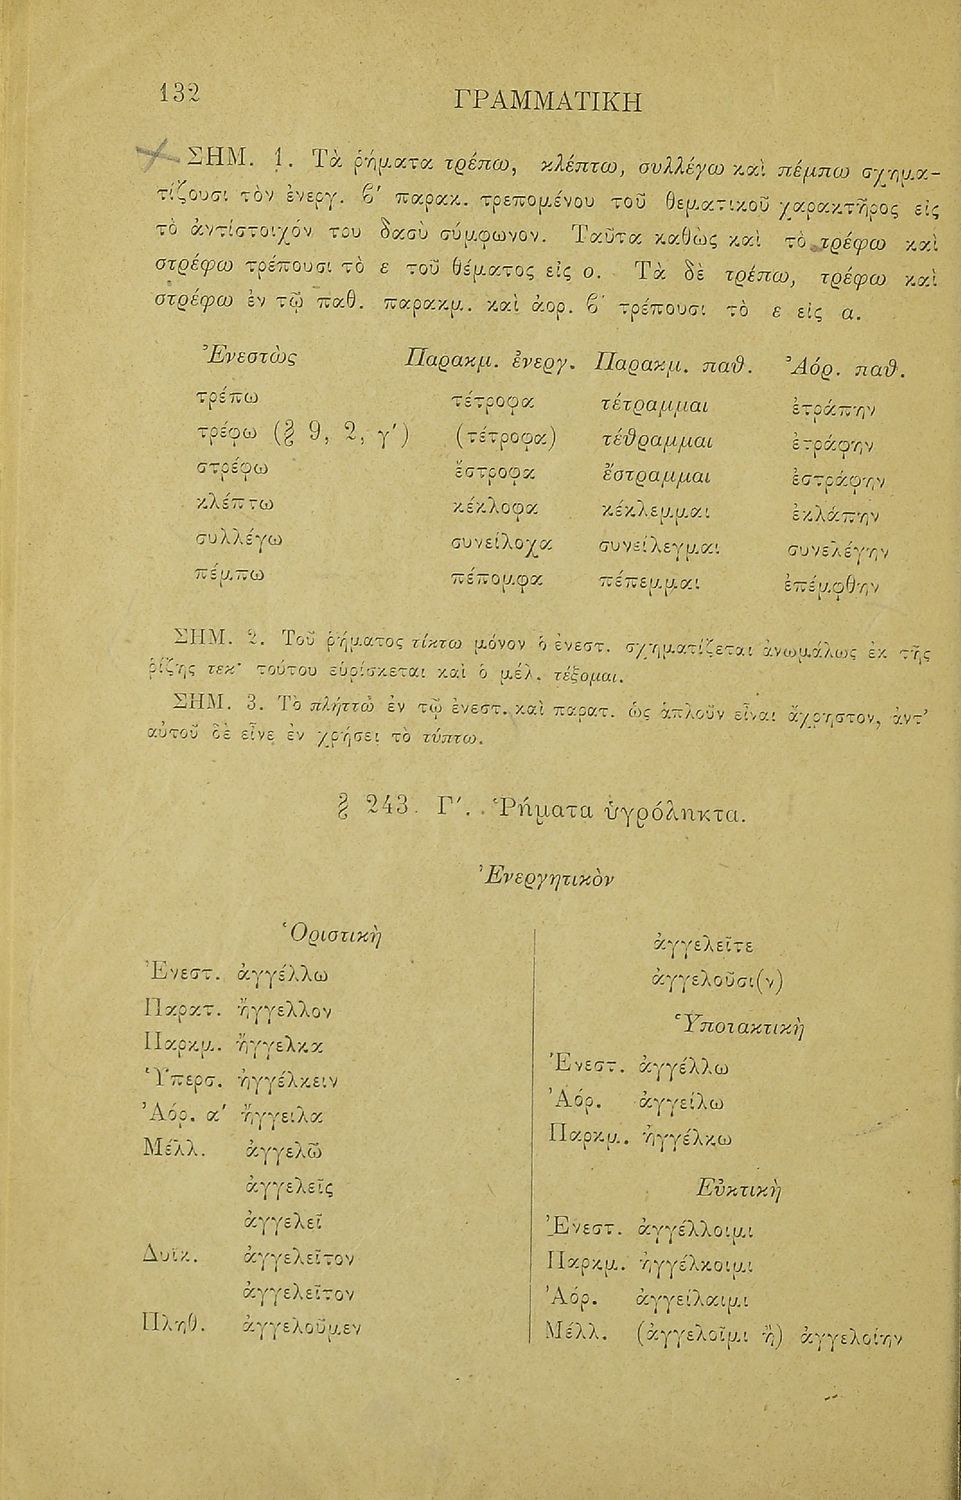 132
ΓΡΑΜΜΑΤΙΚΗ
ΣΗΜ. 1. Τὰ ῥήματα τρέπω, κλέπτω, συλλέγω καὶ πέμπω σχημα-
τίζουσι τὸν ἐνεργ. β′ παρακ. τρεπομένου τοῦ θεματικοῦ χαρακτῆρος εἰς
τὸ ἀντίστοιχόν του δασὺ σύμφωνον. Ταῦτα καθὼς καὶ τὸ τρέφω καὶ
στρέφω τρέπουσι τὸ ε τοῦ θέματος εἰς ο. Τὰ δὲ τρέπω, τρέφω καὶ
στρέφω ἐν τῷ παθ. παρακμ. καὶ ἀορ. β′ τρέπουσι τὸ ε εἰς α.
Ἐνεστὼς Παρακμ. ἐνεργ. Παρακμ. παθ. Ἀόρ. παθ.
τρέπω τέτροφα τέτραμμαι ἐτράπην
τρέφω (§ 9, 2, γ′) (τέτροφα) τέθραμμαι ἐτράφην
στρέφω ἔστροφα ἔστραμμαι ἐστράφην
κλέπτω κέκλοφα κέκλεμμαι ἐκλάπην
συλλέγω συνείλοχα συνείλεγμαι συνελέγην
πέμπω πέπομφα πέπεμμαι ἐπέμφθην
ΣΗΜ. 2. Τοῦ ῥήματος τίκτω μόνον ὁ ἐνεστ. σχηματίζεται ἀνωμάλως ἐκ τῆς
ῥίζης τεκ· τούτου εὑρίσκεται καὶ ὁ μέλ. τέξομαι.
ΣΗΜ. 3. Τὸ πλήττω ἐν τῷ ἐνεστ. καὶ παρατ. ὡς ἁπλοῦν εἶναι ἄχρηστον, ἀντ’
αὐτοῦ δὲ εἶνε ἐν χρήσει τὸ τύπτω.
§ 243. Γ′. Ῥήματα ὑγρόληκτα.
Ἐνεργητικὸν
Ὁριστικὴ
Ἐνεστ. ἀγγέλλω
Παρατ. ἤγγελλον
Παρκμ. ἤγγελκα
Ὑπερσ. ἠγγέλκειν
Ἀόρ. α′ ἤγγειλα
Μέλλ. ἀγγελῶ
ἀγγελεῖς
ἀγγελεῖ
Δυϊκ. ἀγγελεῖτον
ἀγγελεῖτον
Πληθ. ἀγγελοῦμεν
ἀγγελεῖτε
ἀγγελοῦσι(ν)
Ὑποτακτικὴ
Ἐνεστ. ἀγγέλλω
Ἀόρ. ἀγγείλω
Παρκμ. ἠγγέλκω
Εὐκτικὴ
Ἐνεστ. ἀγγέλλοιμι
Παρκμ. ἠγγέλκοιμι
Ἀόρ. ἀγγείλαιμι
Μέλλ. (ἀγγελοῖμι ἢ) ἀγγελοίην